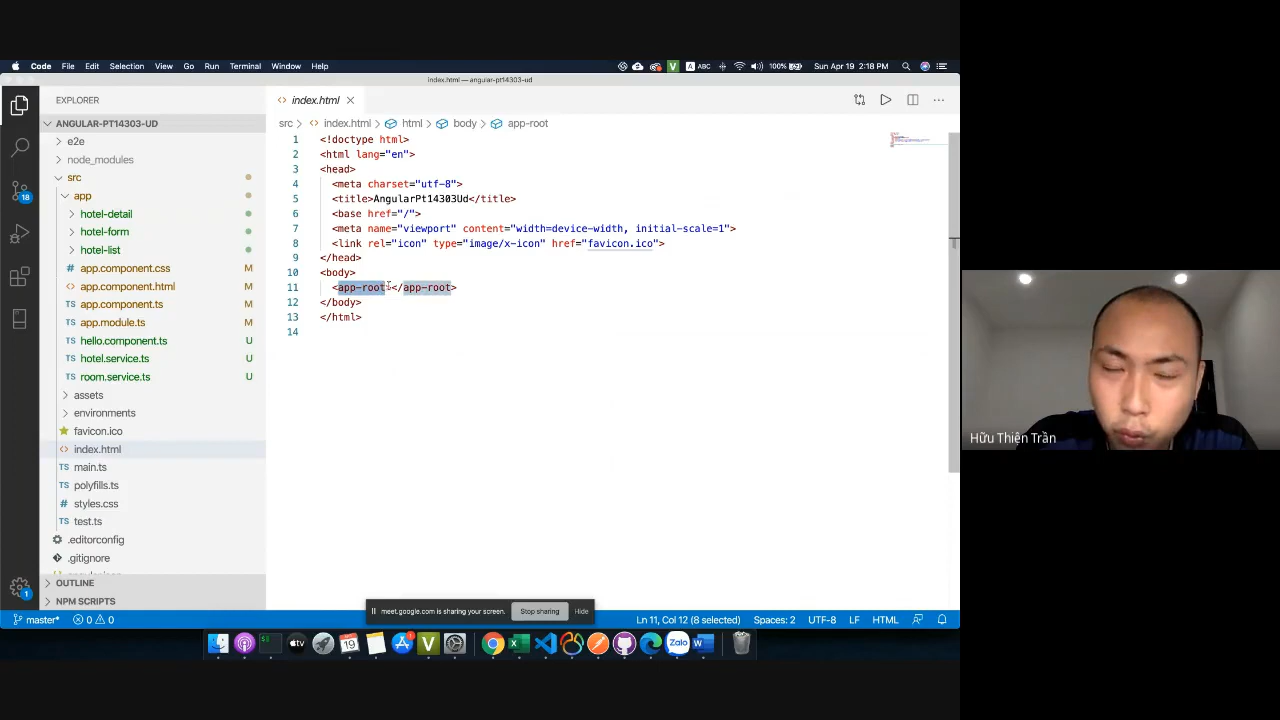 Code File Edit Selection View Go Run Terminal Window Help
V A ABC 100% Sun Apr 19 2:18 PM
index.html — angular-pt14303-ud
EXPLORER
ANGULAR-PT14303-UD
e2e
node_modules
src
app
hotel-detail
hotel-form
hotel-list
app.component.css M
app.component.html M
app.component.ts M
app.module.ts M
hello.component.ts U
hotel.service.ts U
room.service.ts U
assets
environments
favicon.ico
index.html
main.ts
polyfills.ts
styles.css
test.ts
.editorconfig
.gitignore
OUTLINE
NPM SCRIPTS
18
1
index.html
src > index.html > html > body > app-root
1 <!doctype html>
2 <html lang="en">
3 <head>
4 <meta charset="utf-8">
5 <title>AngularPt14303Ud</title>
6 <base href="/">
7 <meta name="viewport" content="width=device-width, initial-scale=1">
8 <link rel="icon" type="image/x-icon" href="favicon.ico">
9 </head>
10 <body>
11 <app-root></app-root>
12 </body>
13 </html>
14
meet.google.com is sharing your screen. Stop sharing Hide
master* 0 0 Ln 11, Col 12 (8 selected) Spaces: 2 UTF-8 LF HTML
tv 19 V Zalo W
Hữu Thiện Trần